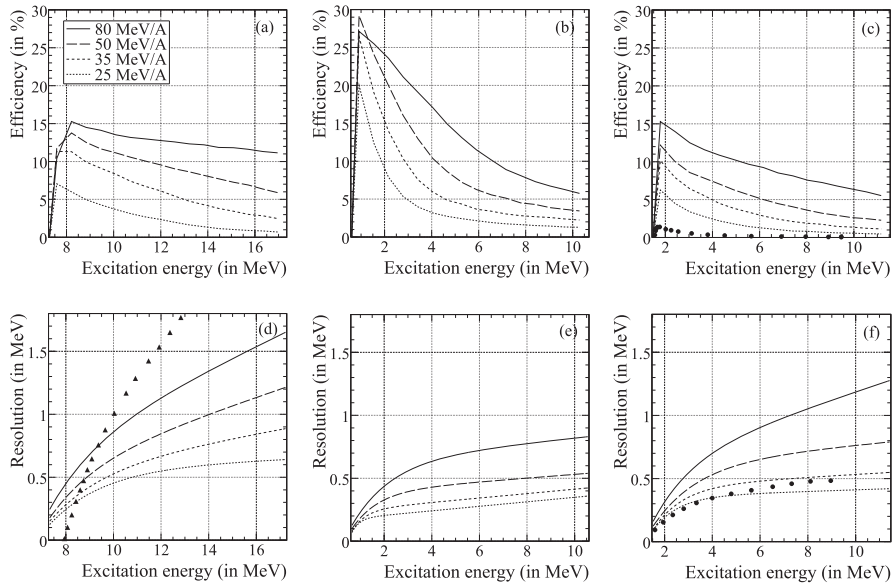 30
25
20
15
10
5
0
Efficiency (in %)
80 MeV/A
50 MeV/A
35 MeV/A
25 MeV/A
(a)
8 10 12 14 16
Excitation energy (in MeV)
30
25
20
15
10
5
0
Efficiency (in %)
(b)
2 4 6 8 10
Excitation energy (in MeV)
30
25
20
15
10
5
0
Efficiency (in %)
(c)
2 4 6 8 10
Excitation energy (in MeV)
1.5
1
0.5
0
Resolution (in MeV)
(d)
8 10 12 14 16
Excitation energy (in MeV)
1.5
1
0.5
0
Resolution (in MeV)
(e)
2 4 6 8 10
Excitation energy (in MeV)
1.5
1
0.5
0
Resolution (in MeV)
(f)
2 4 6 8 10
Excitation energy (in MeV)